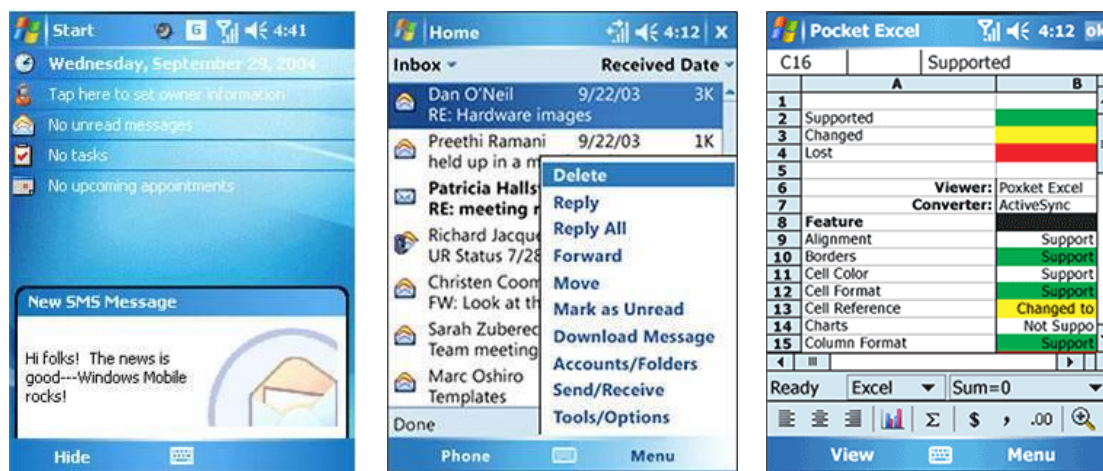 Start
G
4:41
Wednesday, September 29, 2004
Tap here to set owner information
No unread messages
No tasks
No upcoming appointments
New SMS Message
Hi folks! The news is
good---Windows Mobile
rocks!
Hide
Home
4:12 X
Inbox Received Date
Dan O'Neil 9/22/03 3K
RE: Hardware images
Preethi Ramani 9/22/03 1K
held up in a m
Patricia Halls
RE: meeting r
Richard Jacque
UR Status 7/28
Christen Coom
FW: Look at th
Sarah Zuberec
Team meeting
Marc Oshiro
Templates
Delete
Reply
Reply All
Forward
Move
Mark as Unread
Download Message
Accounts/Folders
Send/Receive
Tools/Options
Done
Phone Menu
Pocket Excel 4:12 ok
C16 Supported
A B
1
2 Supported
3 Changed
4 Lost
5
6 Viewer: Poxket Excel
7 Converter: ActiveSync
8 Feature
9 Alignment Support
10 Borders Support
11 Cell Color Support
12 Cell Format Support
13 Cell Reference Changed to
14 Charts Not Suppo
15 Column Format Support
Ready Excel Sum=0
Σ $ , .00
View Menu